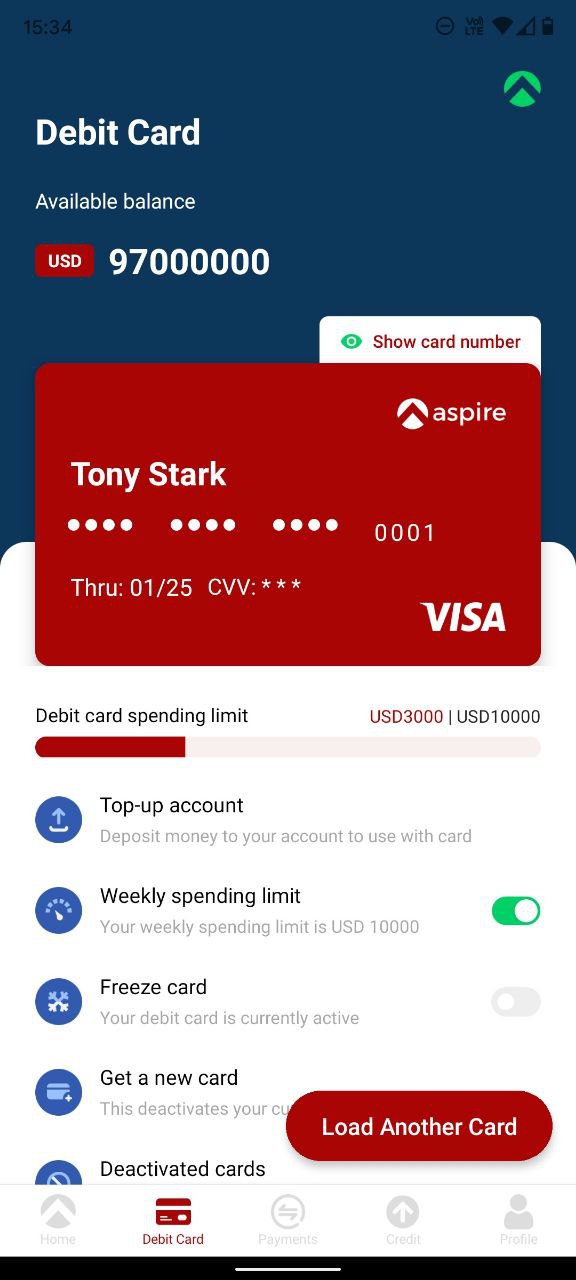 15:34
Vo) LTE
Debit Card
Available balance
USD 97000000
Show card number
aspire
Tony Stark
●●●● ●●●● ●●●● 0001
Thru: 01/25 CVV: * * *
VISA
Debit card spending limit USD3000 | USD10000
Top-up account
Deposit money to your account to use with card
Weekly spending limit
Your weekly spending limit is USD 10000
Freeze card
Your debit card is currently active
Get a new card
This deactivates your cu
Load Another Card
Deactivated cards
Home Debit Card Payments Credit Profile